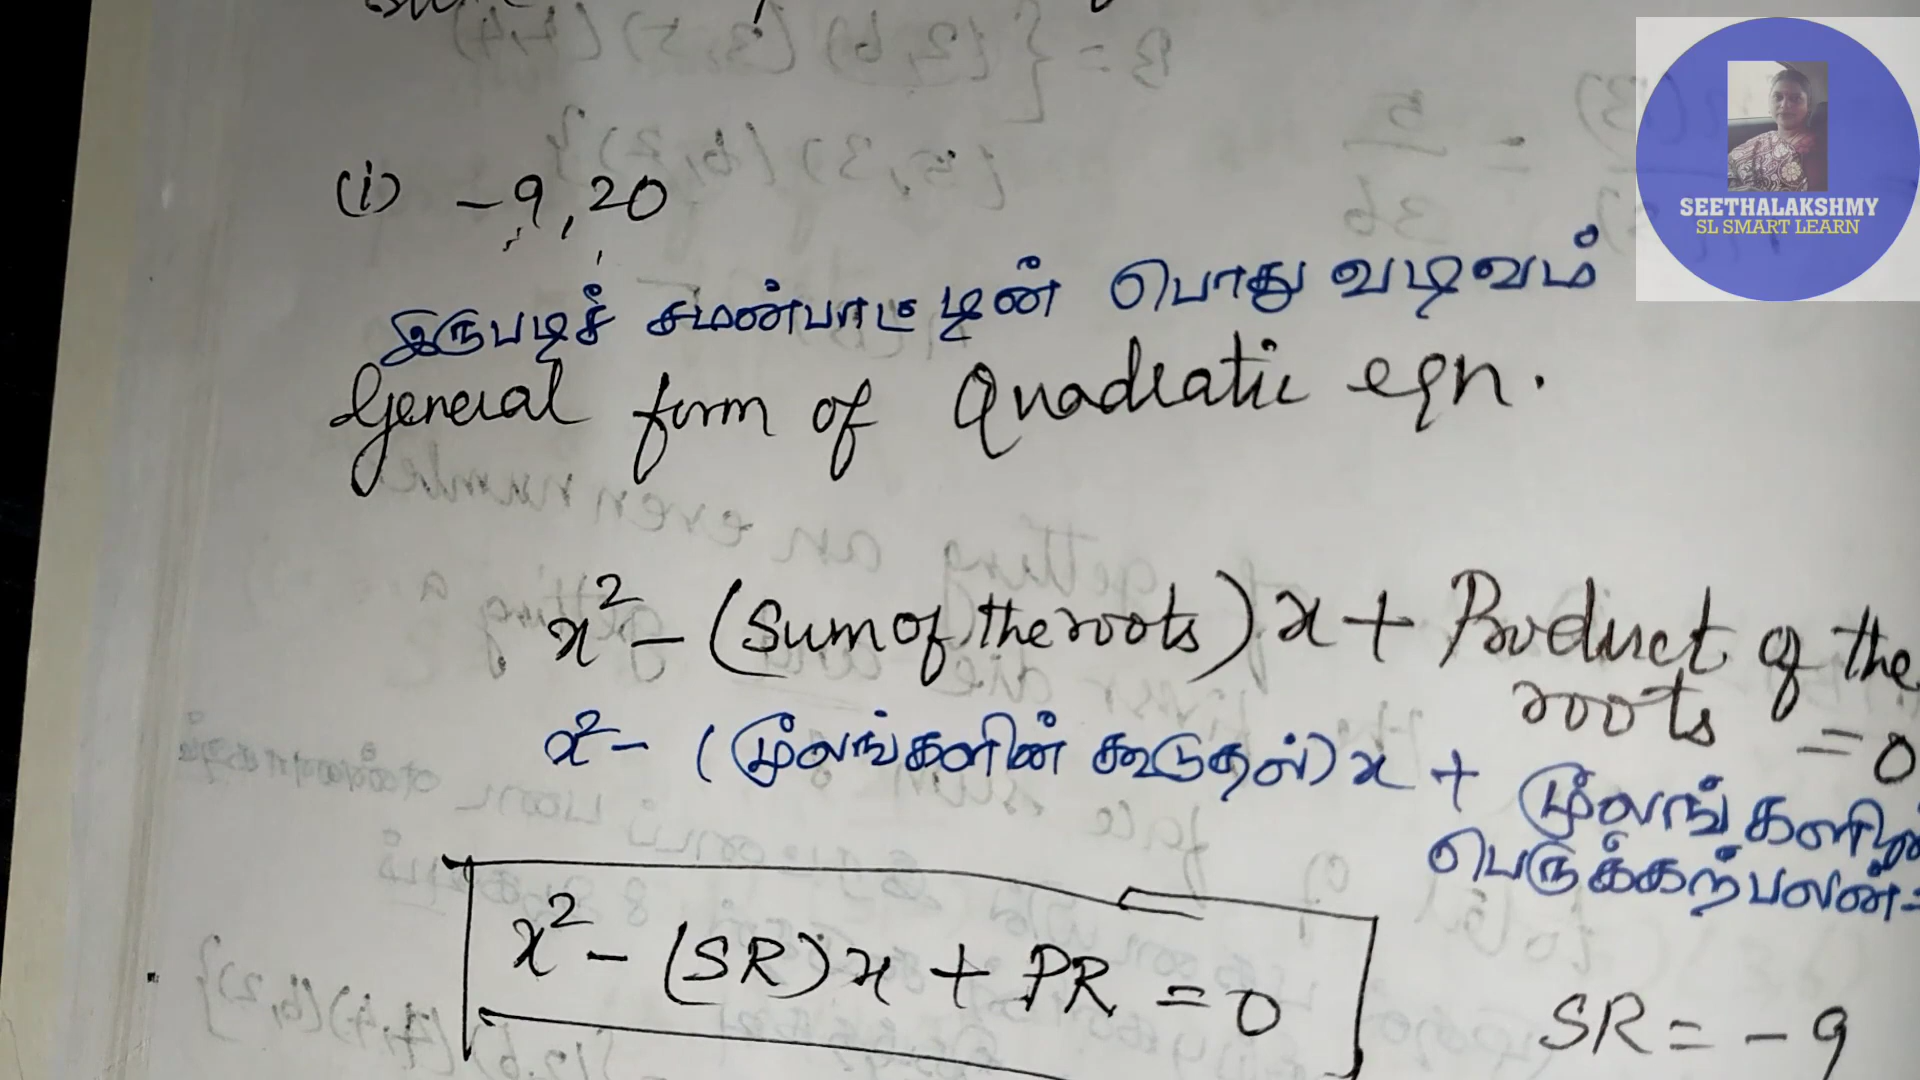 (i) -9, 20
இருபடிச் சமன்பாட்டின் பொது வடிவம்
General form of Quadratic eqn.
x² - (Sum of the roots) x + Product of the
roots = 0
x² - (மூலங்களின் கூடுதல்) x + மூலங்களின்
பெருக்கற்பலன் =
x² - (SR) x + PR = 0
SR = -9
SEETHALAKSHMY
SL SMART LEARN